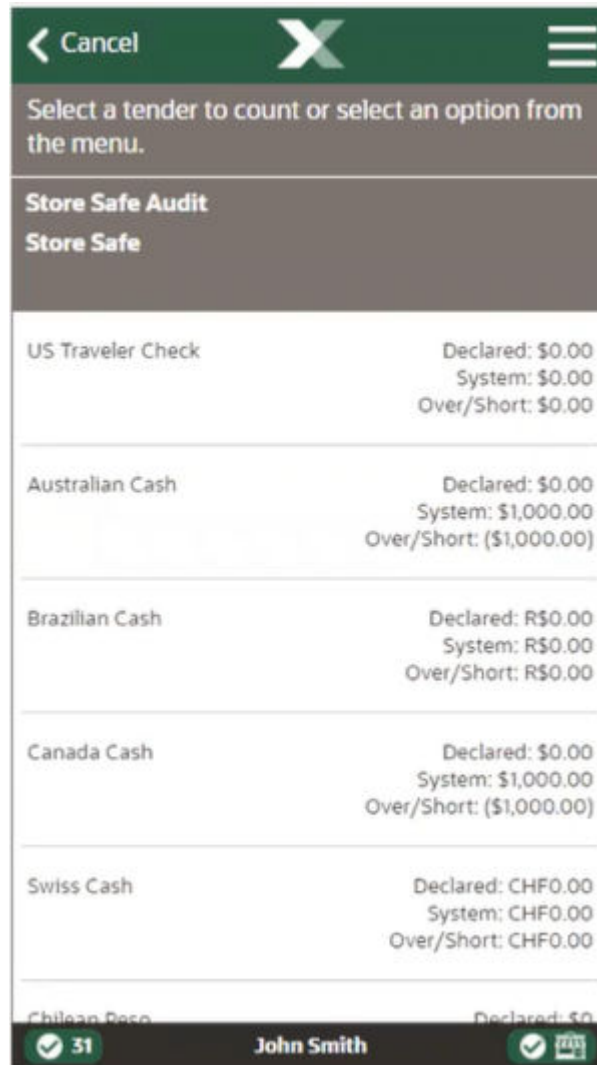 Cancel
Select a tender to count or select an option from
the menu.
Store Safe Audit
Store Safe
US Traveler Check
Declared: $0.00
System: $0.00
Over/Short: $0.00
Australian Cash
Declared: $0.00
System: $1,000.00
Over/Short: ($1,000.00)
Brazilian Cash
Declared: R$0.00
System: R$0.00
Over/Short: R$0.00
Canada Cash
Declared: $0.00
System: $1,000.00
Over/Short: ($1,000.00)
Swiss Cash
Declared: CHF0.00
System: CHF0.00
Over/Short: CHF0.00
Chilean Peso
Declared: $0
31
John Smith